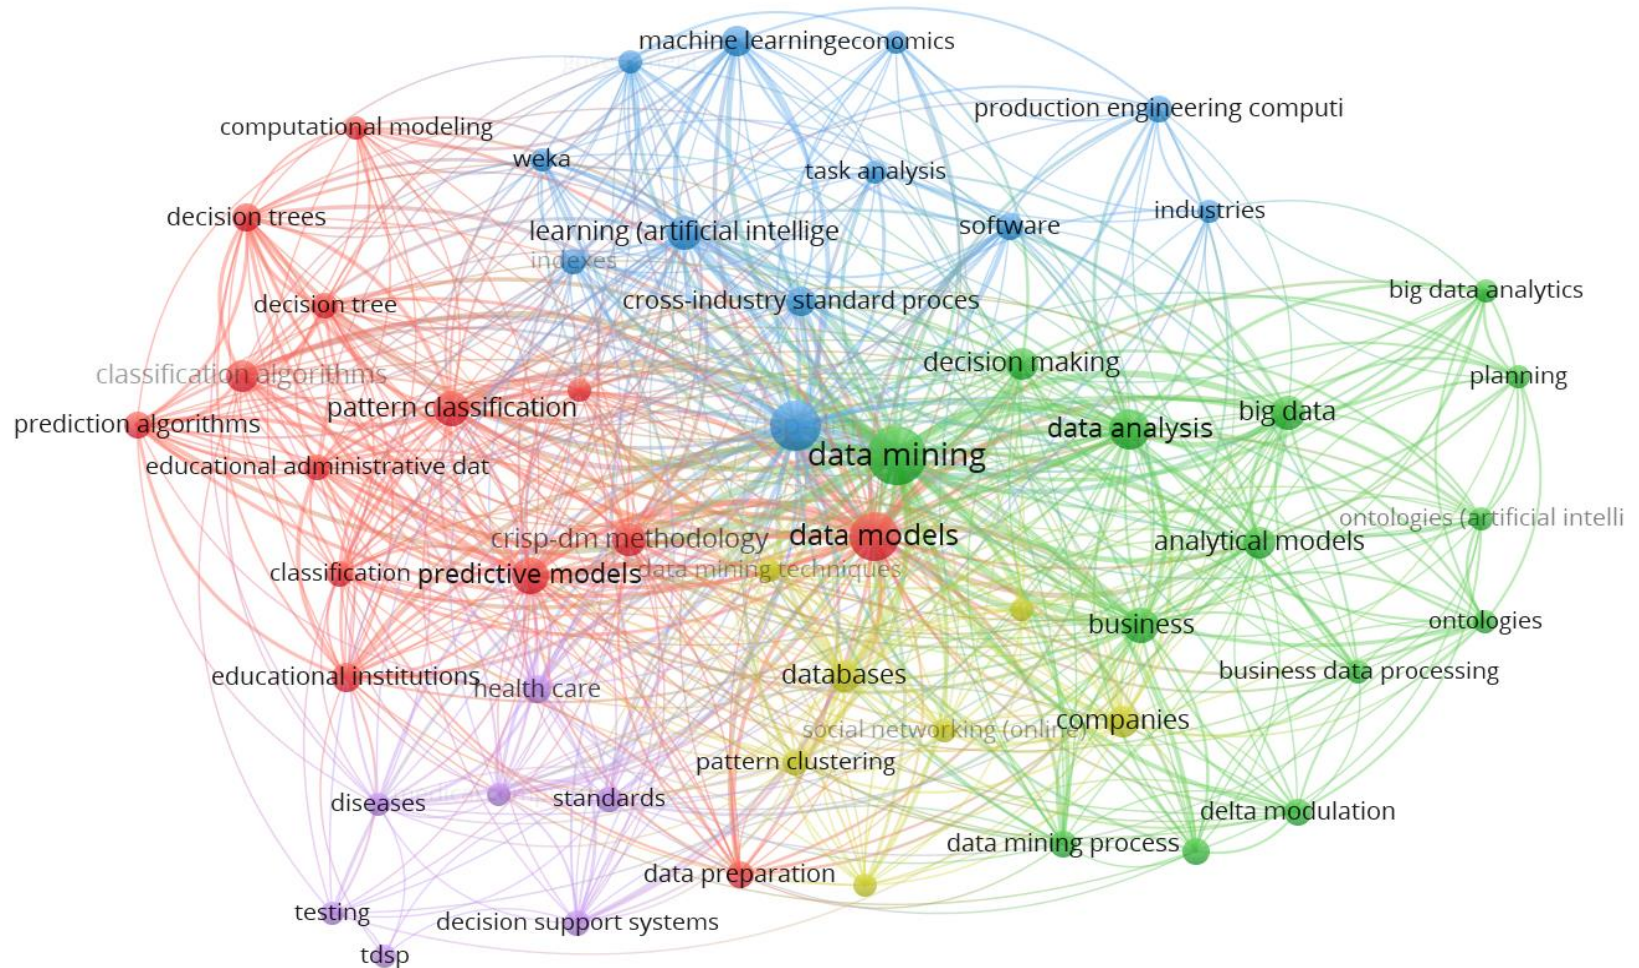 machine learning
economics
production engineering computi
computational modeling
weka
task analysis
decision trees
learning (artificial intellige
software
industries
indexes
big data analytics
decision tree
cross-industry standard proces
decision making
planning
classification algorithms
pattern classification
big data
prediction algorithms
data analysis
data mining
educational administrative dat
ontologies (artificial intelli
crisp-dm methodology
data models
analytical models
classification
predictive models
data mining techniques
business
ontologies
educational institutions
health care
databases
business data processing
social networking (online)
companies
pattern clustering
diseases
standards
delta modulation
data mining process
data preparation
testing
decision support systems
tdsp